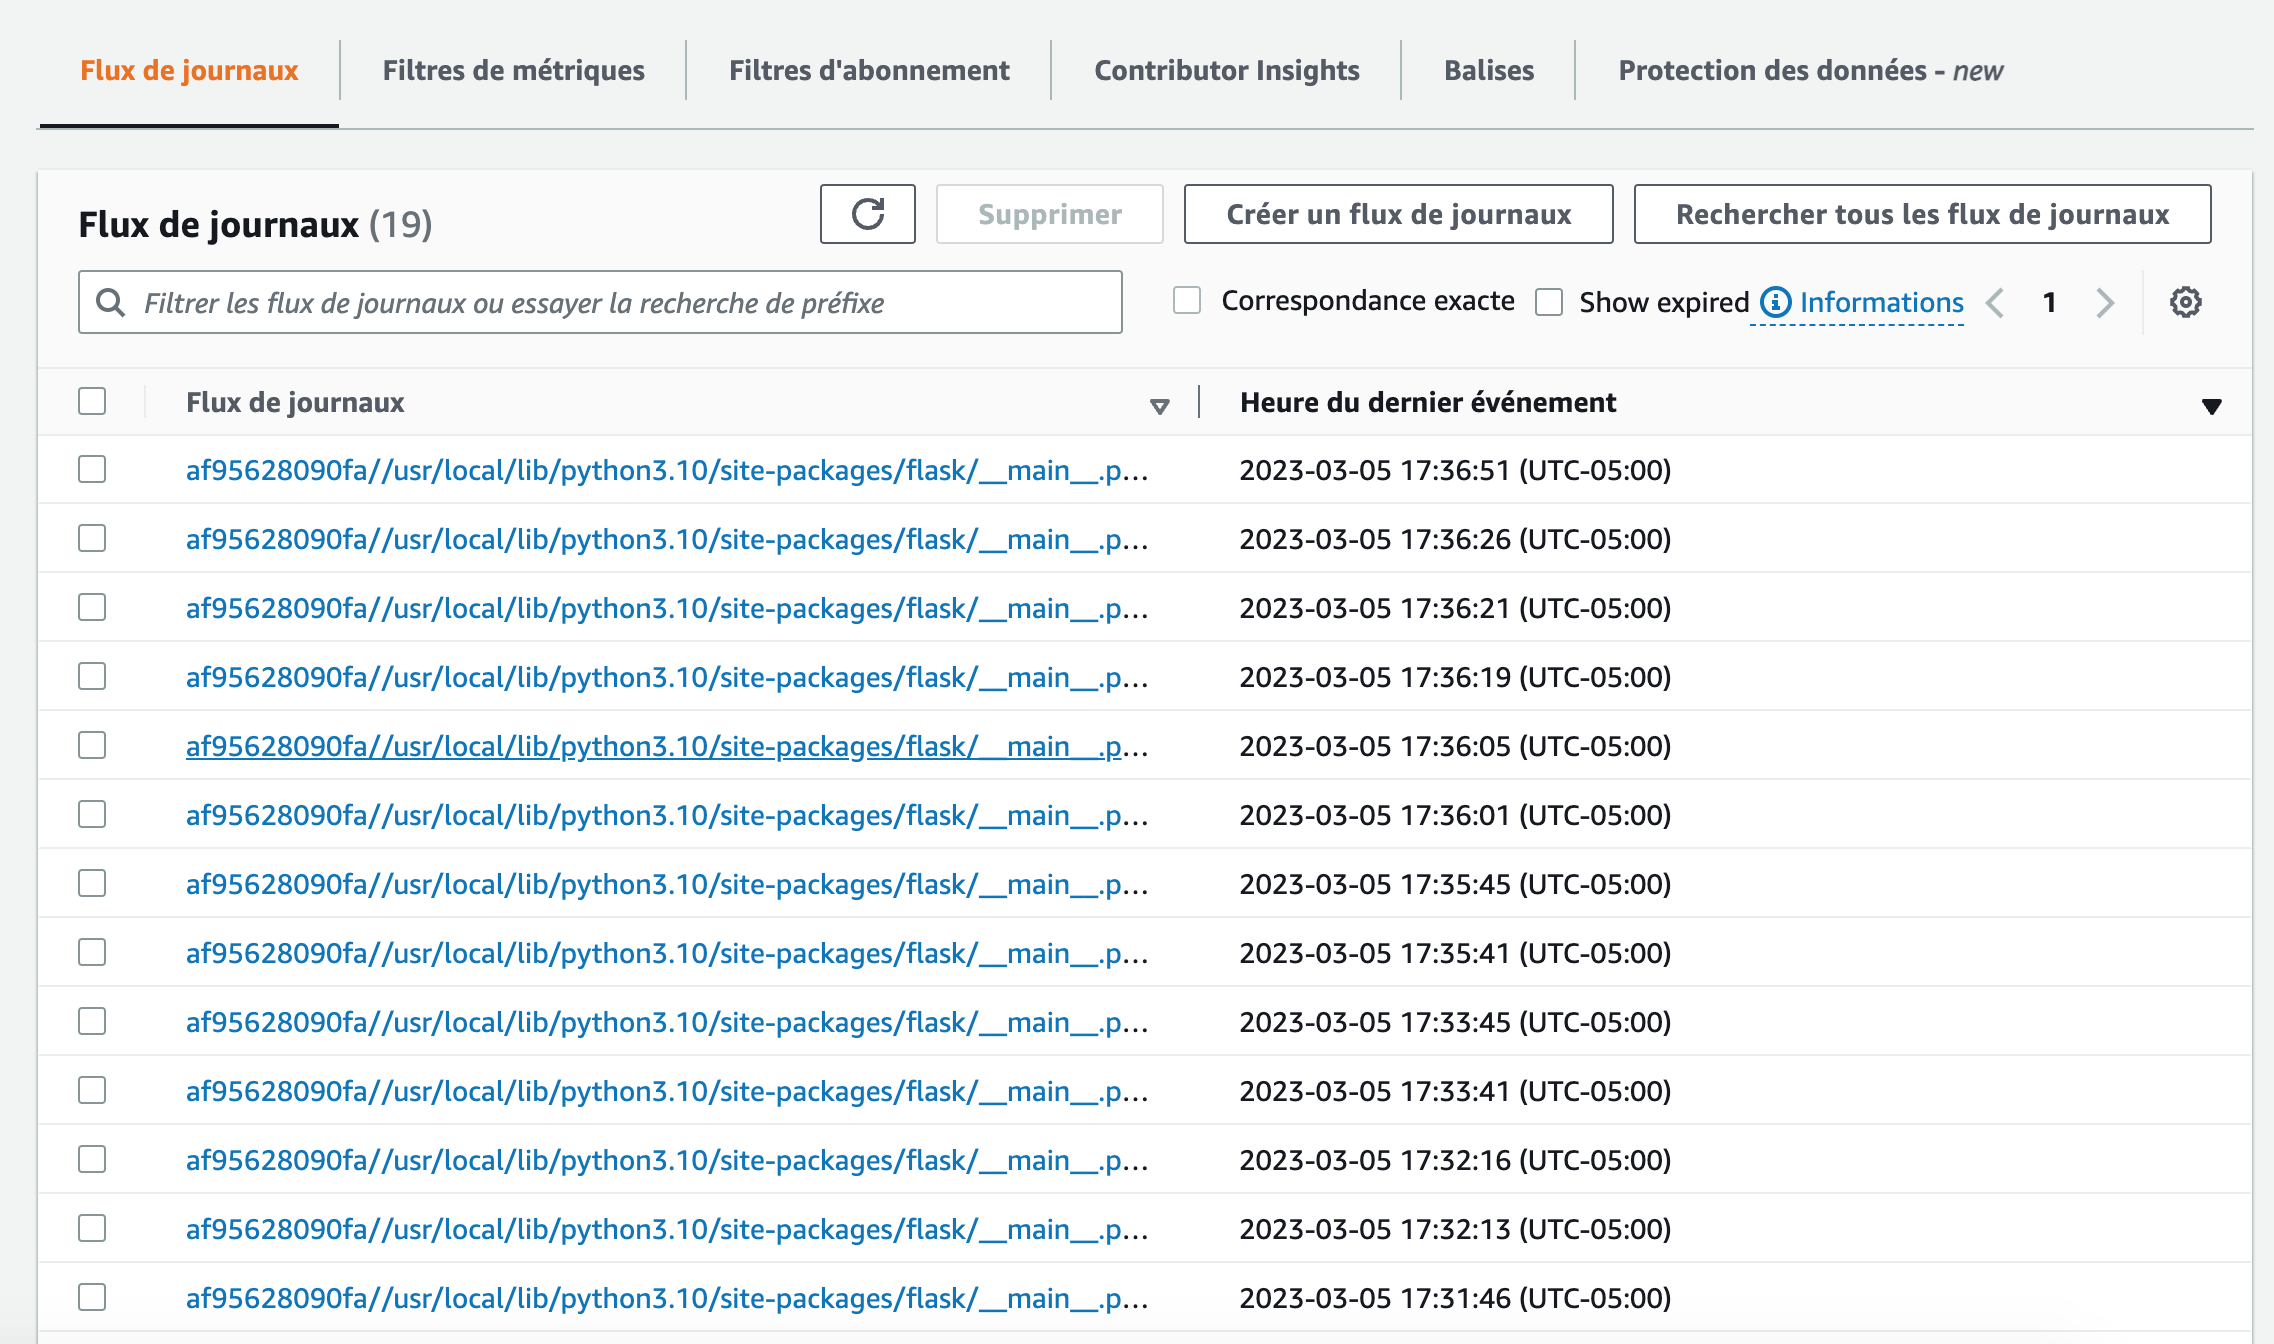 Flux de journaux
Filtres de métriques
Filtres d'abonnement
Contributor Insights
Balises
Protection des données - new
Flux de journaux (19)
Supprimer
Créer un flux de journaux
Rechercher tous les flux de journaux
Filtrer les flux de journaux ou essayer la recherche de préfixe
Correspondance exacte
Show expired
Informations
1
Flux de journaux
Heure du dernier événement
af95628090fa//usr/local/lib/python3.10/site-packages/flask/__main__.p... 2023-03-05 17:36:51 (UTC-05:00)
af95628090fa//usr/local/lib/python3.10/site-packages/flask/__main__.p... 2023-03-05 17:36:26 (UTC-05:00)
af95628090fa//usr/local/lib/python3.10/site-packages/flask/__main__.p... 2023-03-05 17:36:21 (UTC-05:00)
af95628090fa//usr/local/lib/python3.10/site-packages/flask/__main__.p... 2023-03-05 17:36:19 (UTC-05:00)
af95628090fa//usr/local/lib/python3.10/site-packages/flask/__main__.p... 2023-03-05 17:36:05 (UTC-05:00)
af95628090fa//usr/local/lib/python3.10/site-packages/flask/__main__.p... 2023-03-05 17:36:01 (UTC-05:00)
af95628090fa//usr/local/lib/python3.10/site-packages/flask/__main__.p... 2023-03-05 17:35:45 (UTC-05:00)
af95628090fa//usr/local/lib/python3.10/site-packages/flask/__main__.p... 2023-03-05 17:35:41 (UTC-05:00)
af95628090fa//usr/local/lib/python3.10/site-packages/flask/__main__.p... 2023-03-05 17:33:45 (UTC-05:00)
af95628090fa//usr/local/lib/python3.10/site-packages/flask/__main__.p... 2023-03-05 17:33:41 (UTC-05:00)
af95628090fa//usr/local/lib/python3.10/site-packages/flask/__main__.p... 2023-03-05 17:32:16 (UTC-05:00)
af95628090fa//usr/local/lib/python3.10/site-packages/flask/__main__.p... 2023-03-05 17:32:13 (UTC-05:00)
af95628090fa//usr/local/lib/python3.10/site-packages/flask/__main__.p... 2023-03-05 17:31:46 (UTC-05:00)